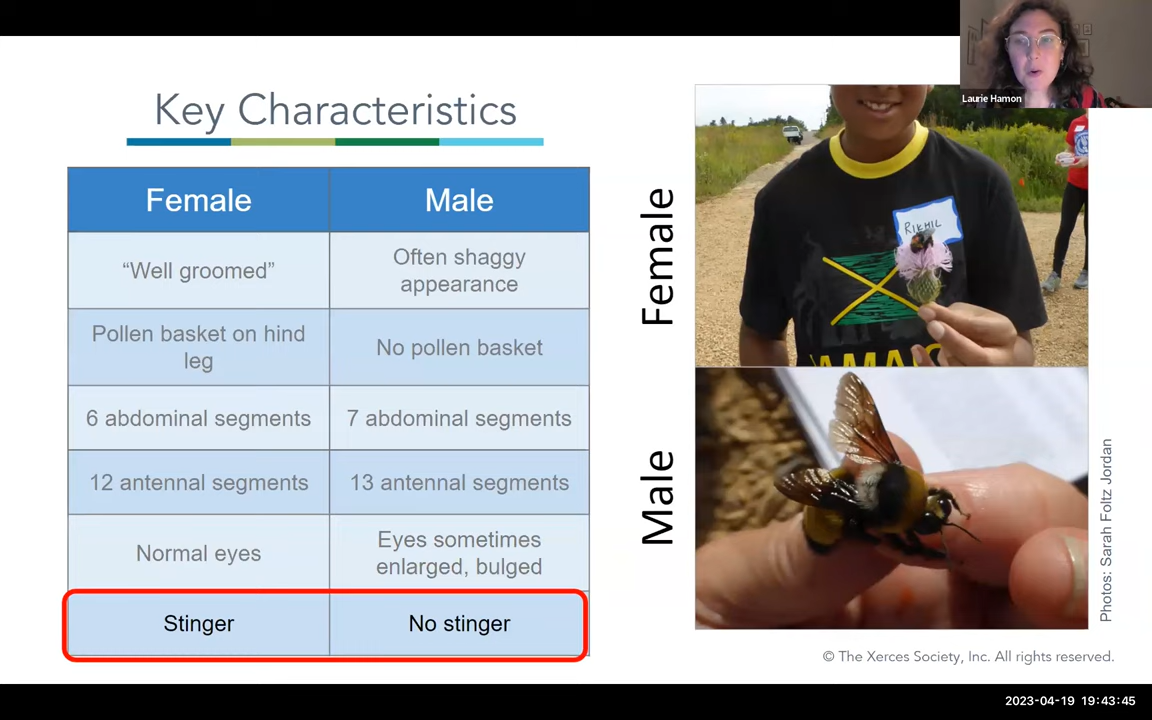 Laurie Hamon
Key Characteristics
Female
Male
“Well groomed”
Often shaggy
appearance
Pollen basket on hind
leg
No pollen basket
6 abdominal segments
7 abdominal segments
12 antennal segments
13 antennal segments
Normal eyes
Eyes sometimes
enlarged, bulged
Stinger
No stinger
Female
RIKHIL
Male
Photos: Sarah Foltz Jordan
© The Xerces Society, Inc. All rights reserved.
2023-04-19 19:43:45